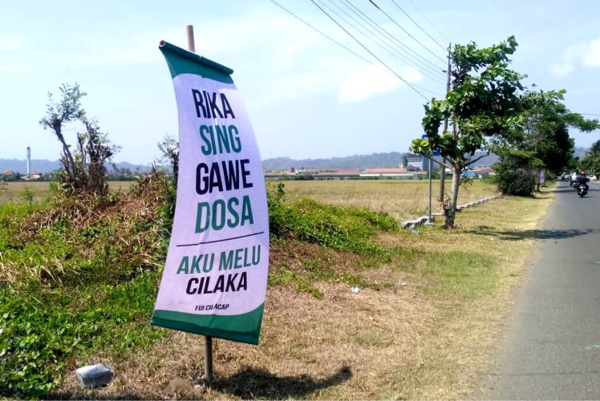 RIKA
SING
GAWE
DOSA
AKU MELU
CILAKA
FUI CILACAP